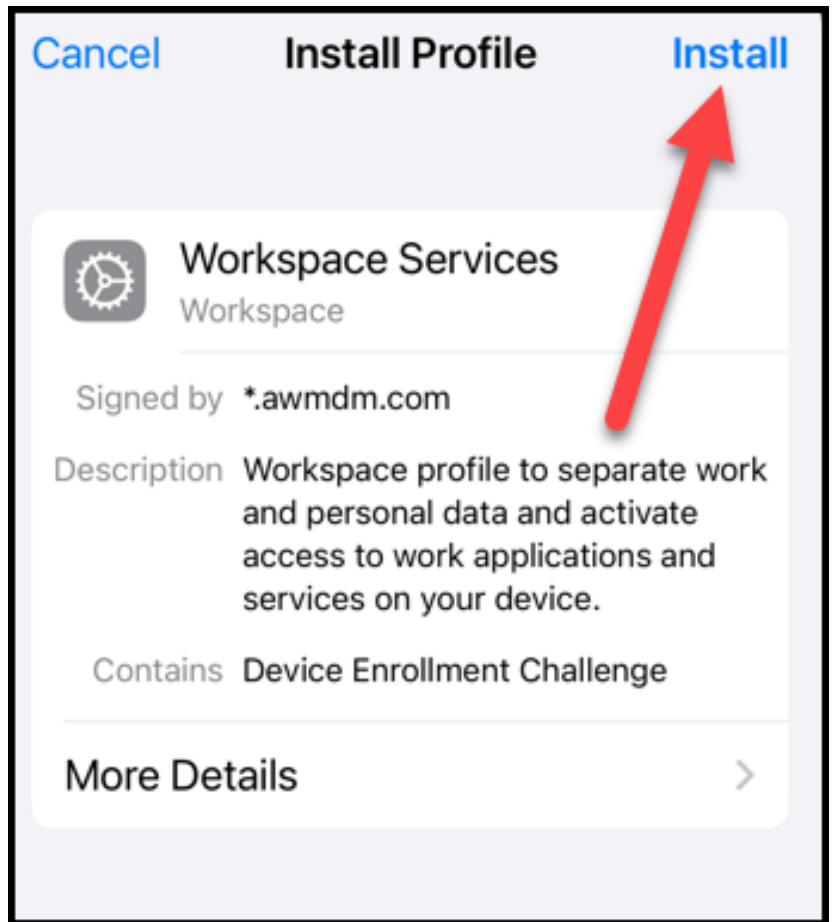 Cancel Install Profile Install
Workspace Services
Workspace
Signed by *.awmdm.com
Description Workspace profile to separate work
and personal data and activate
access to work applications and
services on your device.
Contains Device Enrollment Challenge
More Details